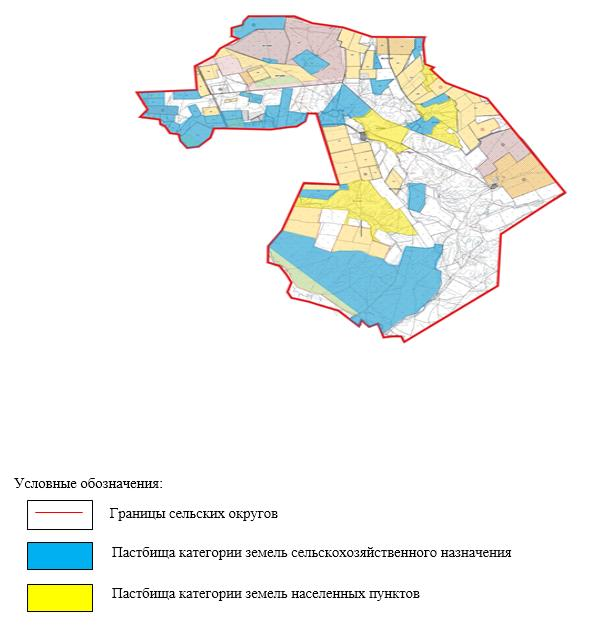 Условные обозначения:
Границы сельских округов
Пастбища категории земель сельскохозяйственного назначения
Пастбища категории земель населенных пунктов